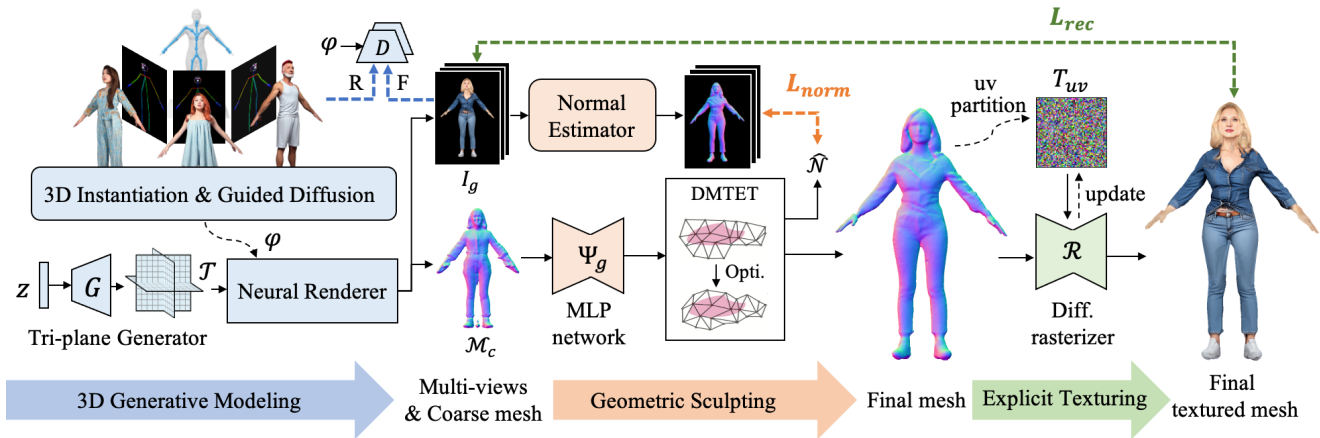 L_rec
φ
D
R
F
I_g
Normal
Estimator
L_norm
uv
partition
T_uv
N̂
3D Instantiation & Guided Diffusion
φ
DMTET
update
z
G
𝒯
Neural Renderer
Ψ_g
Opti.
ℛ
Tri-plane Generator
MLP
network
Diff.
rasterizer
ℳ_c
3D Generative Modeling
Multi-views
& Coarse mesh
Geometric Sculpting
Final mesh
Explicit Texturing
Final
textured mesh